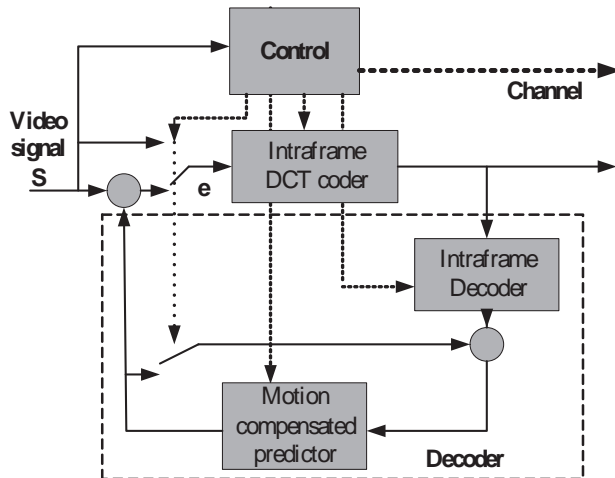 Control
Channel
Video
signal
S
e
Intraframe
DCT coder
Intraframe
Decoder
Motion
compensated
predictor
Decoder